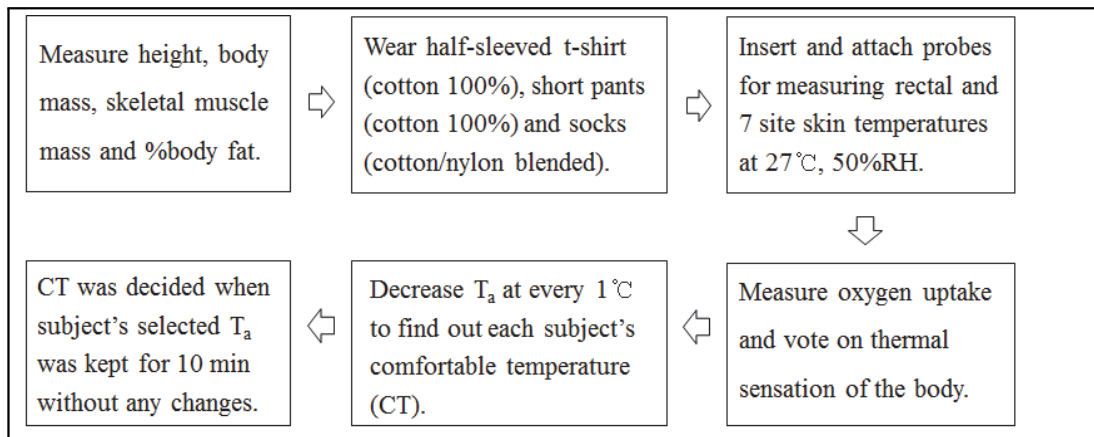 Measure height, body
mass, skeletal muscle
mass and %body fat.
Wear half-sleeved t-shirt
(cotton 100%), short pants
(cotton 100%) and socks
(cotton/nylon blended).
Insert and attach probes
for measuring rectal and
7 site skin temperatures
at 27℃, 50%RH.
Measure oxygen uptake
and vote on thermal
sensation of the body.
Decrease Ta at every 1℃
to find out each subject's
comfortable temperature
(CT).
CT was decided when
subject's selected Ta
was kept for 10 min
without any changes.